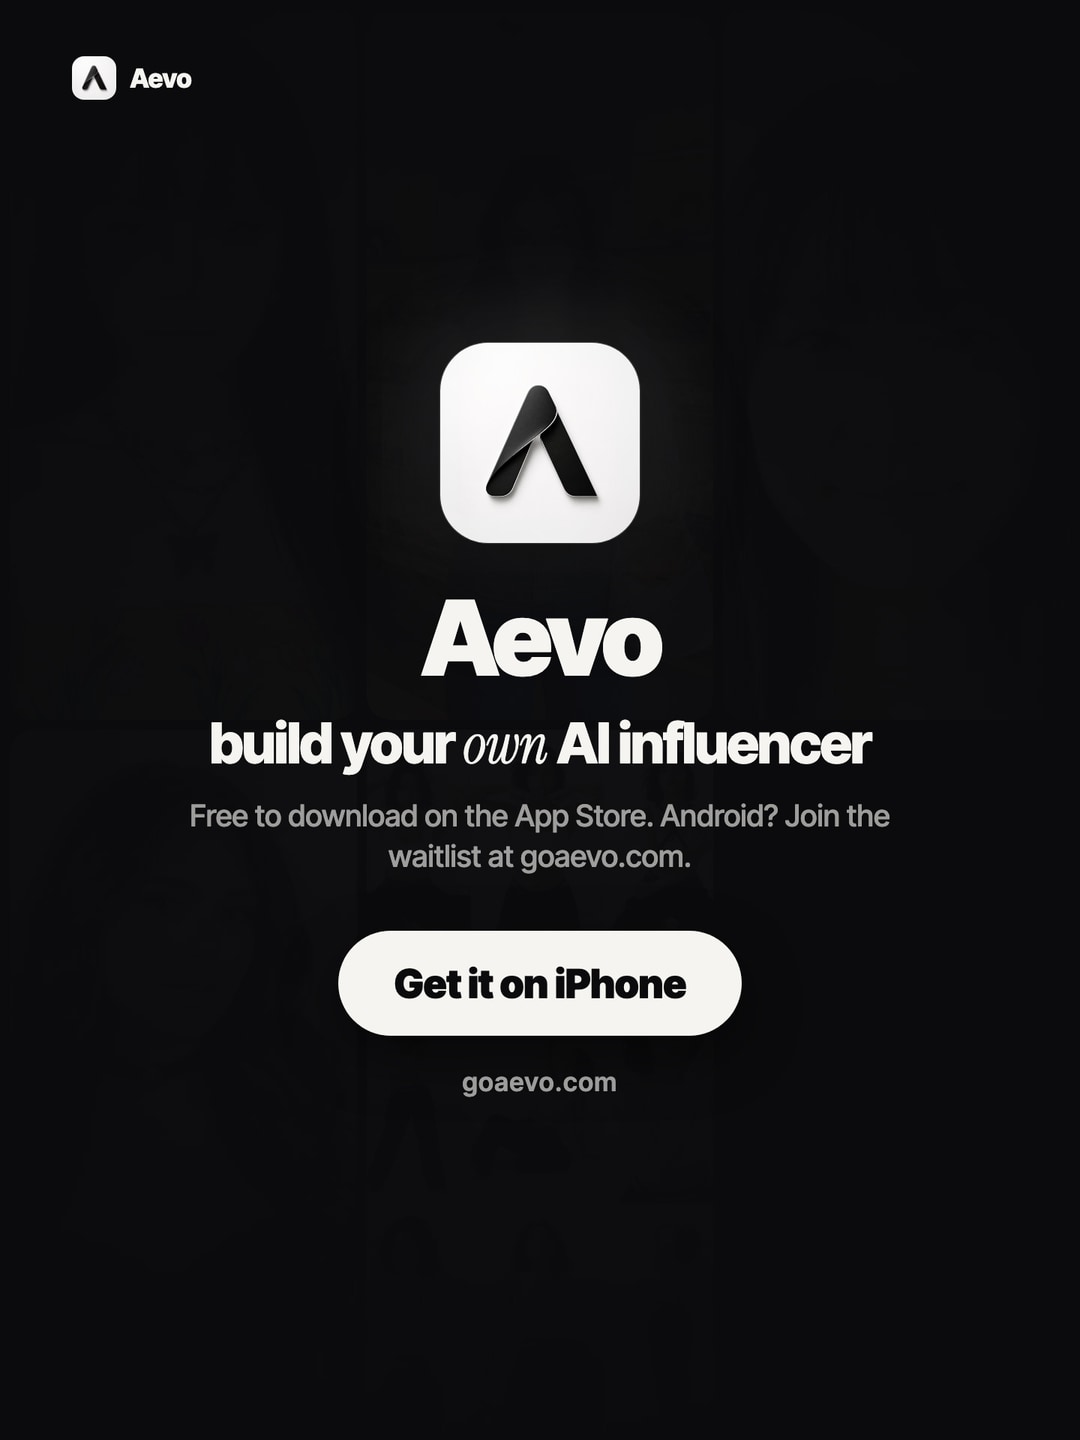 Aevo
Aevo
build your own AI influencer
Free to download on the App Store. Android? Join the
waitlist at goaevo.com.
Get it on iPhone
goaevo.com